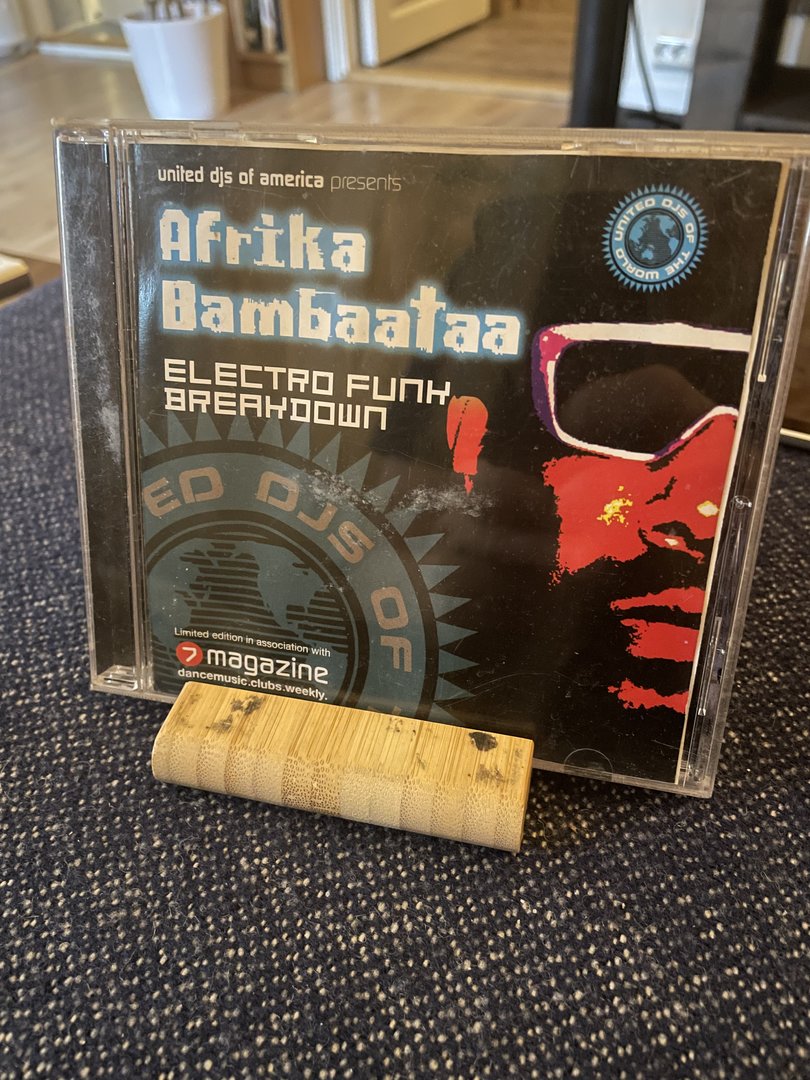 united djs of america presents
Afrika
Bambaataa
ELECTRO FUNK
BREAKDOWN
UNITED DJS OF THE WORLD
ED DJS OF
Limited edition in association with
7 magazine
dancemusic.clubs.weekly.